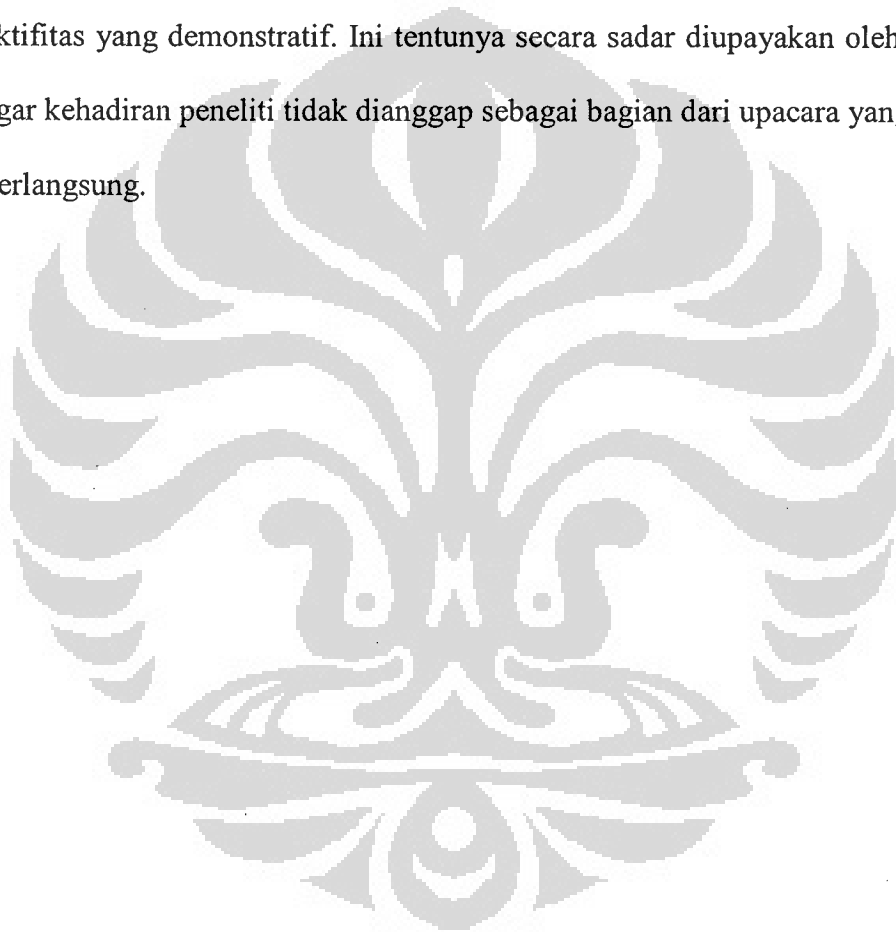 ktifitas yang demonstratif. Ini tentunya secara sadar diupayakan oleh
gar kehadiran peneliti tidak dianggap sebagai bagian dari upacara yan
erlangsung.